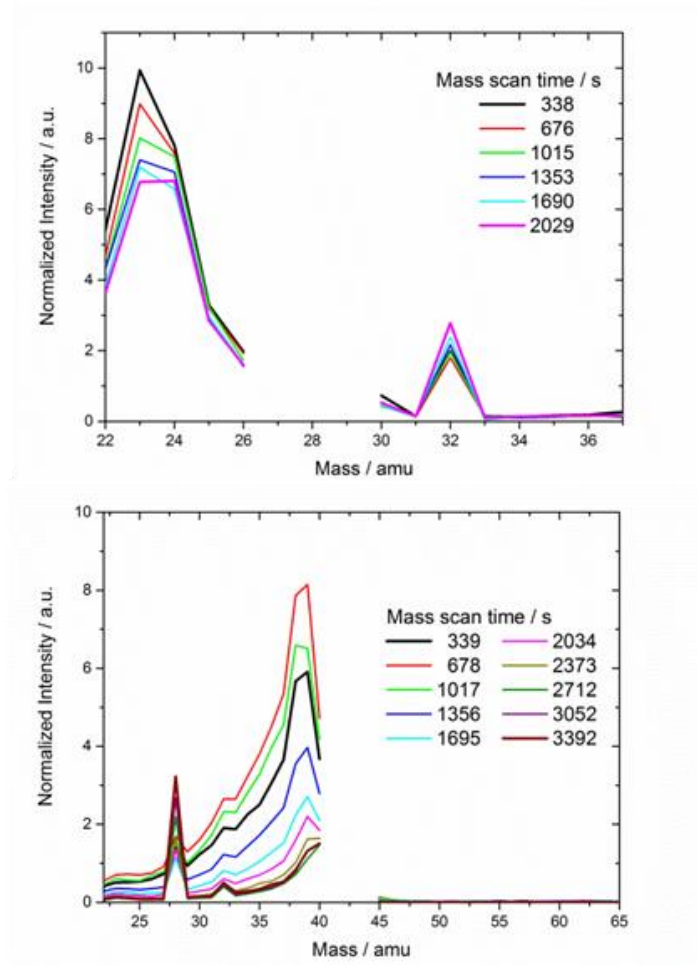 Mass scan time / s
338
676
1015
1353
1690
2029
Normalized Intensity / a.u.
10
8
6
4
2
0
22 24 26 28 30 32 34 36
Mass / amu
Mass scan time / s
339 2034
678 2373
1017 2712
1356 3052
1695 3392
Normalized Intensity / a.u.
10
8
6
4
2
0
25 30 35 40 45 50 55 60 65
Mass / amu